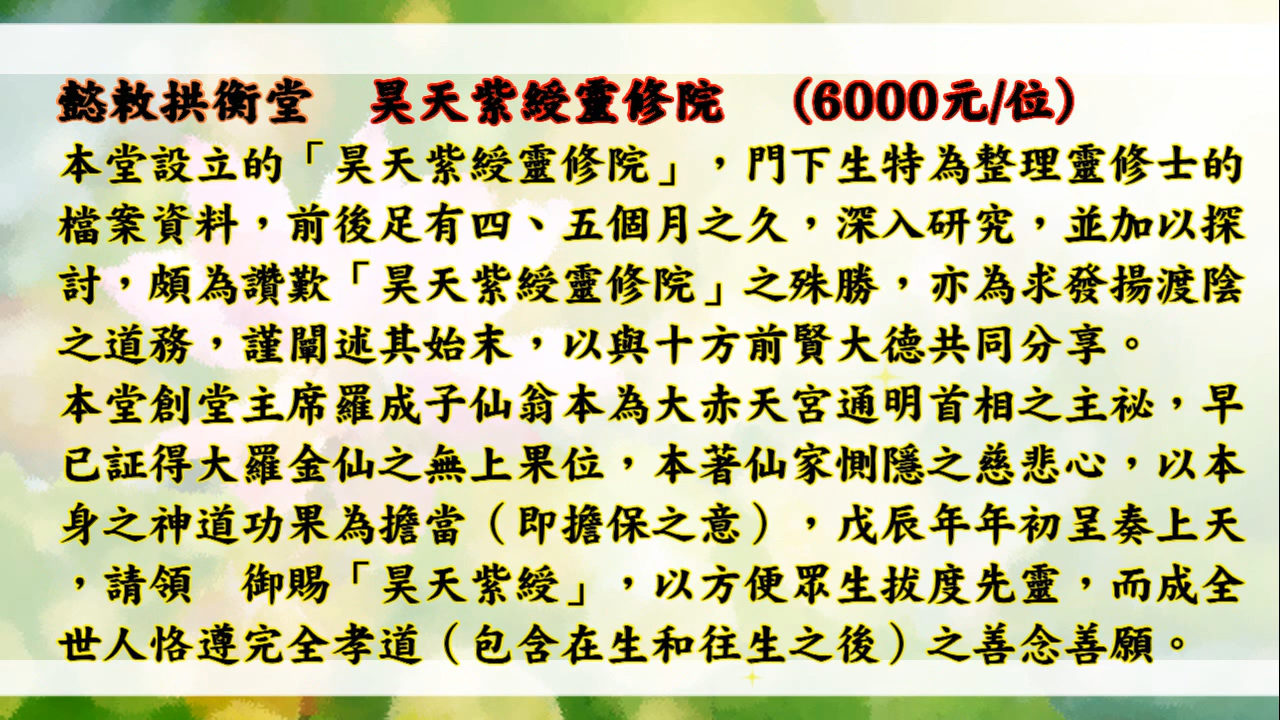 懿敕拱衡堂　昊天紫綬靈修院　(6000元/位)
本堂設立的「昊天紫綬靈修院」，門下生特為整理靈修士的
檔案資料，前後足有四、五個月之久，深入研究，並加以探
討，頗為讚歎「昊天紫綬靈修院」之殊勝，亦為求發揚渡陰
之道務，謹闡述其始末，以與十方前賢大德共同分享。
本堂創堂主席羅成子仙翁本為大赤天宮通明首相之主祕，早
已証得大羅金仙之無上果位，本著仙家惻隱之慈悲心，以本
身之神道功果為擔當（即擔保之意），戊辰年年初呈奏上天
，請領　御賜「昊天紫綬」，以方便眾生拔度先靈，而成全
世人恪遵完全孝道（包含在生和往生之後）之善念善願。